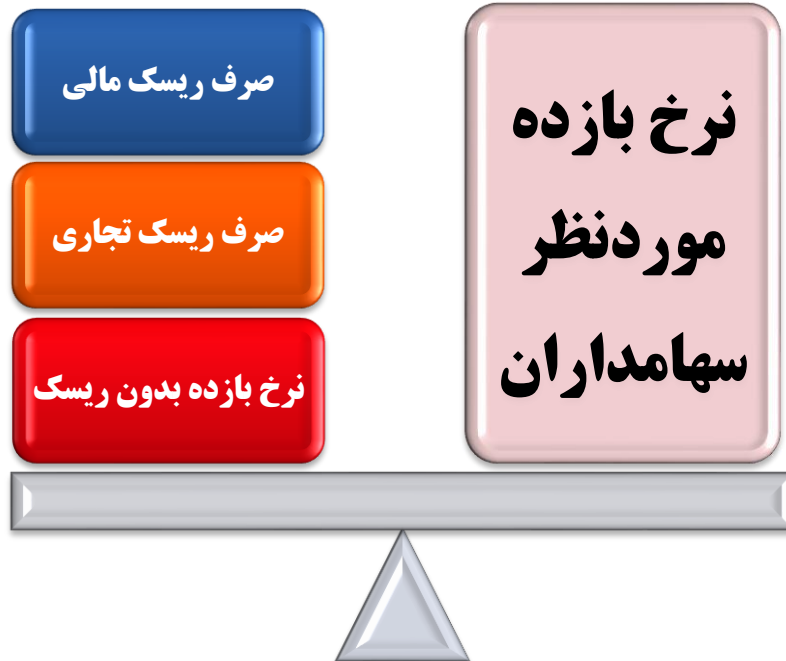 صرف ریسک مالی
صرف ریسک تجاری
نرخ بازده بدون ریسک
نرخ بازده
موردنظر
سهامداران